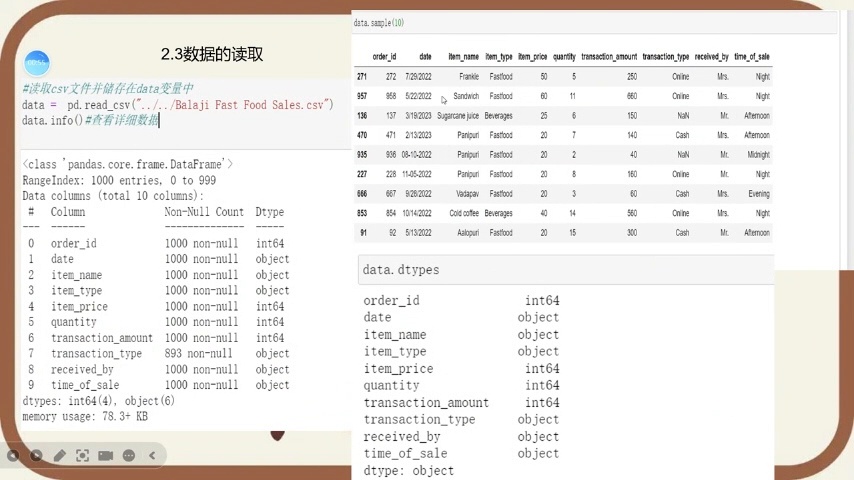 2.3数据的读取
#读取csv文件并储存在data变量中
data = pd.read_csv("../../Balaji Fast Food Sales.csv")
data.info()#查看详细数据
<class 'pandas.core.frame.DataFrame'>
RangeIndex: 1000 entries, 0 to 999
Data columns (total 10 columns):
# Column Non-Null Count Dtype
--- ------ -------------- -----
0 order_id 1000 non-null int64
1 date 1000 non-null object
2 item_name 1000 non-null object
3 item_type 1000 non-null object
4 item_price 1000 non-null int64
5 quantity 1000 non-null int64
6 transaction_amount 1000 non-null int64
7 transaction_type 893 non-null object
8 received_by 1000 non-null object
9 time_of_sale 1000 non-null object
dtypes: int64(4), object(6)
memory usage: 78.3+ KB
data.sample(10)
order_id date item_name item_type item_price quantity transaction_amount transaction_type received_by time_of_sale
271 272 7/29/2022 Frankie Fastfood 50 5 250 Online Mrs. Night
957 958 5/22/2022 Sandwich Fastfood 60 11 660 Online Mrs. Night
136 137 3/19/2023 Sugarcane juice Beverages 25 6 150 NaN Mr. Afternoon
470 471 2/13/2023 Panipuri Fastfood 20 7 140 Cash Mrs. Afternoon
935 936 08-10-2022 Panipuri Fastfood 20 2 40 NaN Mr. Midnight
227 228 11-05-2022 Panipuri Fastfood 20 8 160 Online Mr. Night
666 667 9/28/2022 Vadapav Fastfood 20 3 60 Cash Mrs. Evening
853 854 10/14/2022 Cold coffee Beverages 40 14 560 Online Mrs. Night
91 92 5/13/2022 Aalopuri Fastfood 20 15 300 Cash Mr. Afternoon
data.dtypes
order_id int64
date object
item_name object
item_type object
item_price int64
quantity int64
transaction_amount int64
transaction_type object
received_by object
time_of_sale object
dtype: object